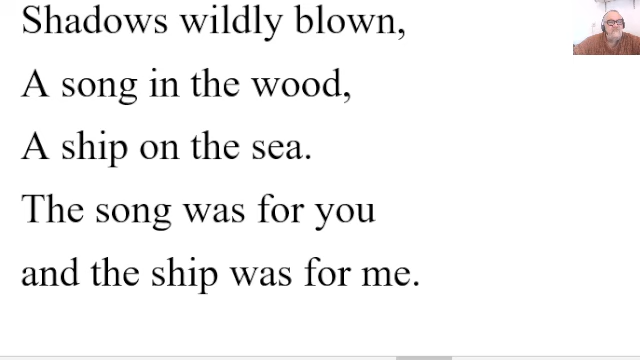 Shadows wildly blown,
A song in the wood,
A ship on the sea.
The song was for you
and the ship was for me.